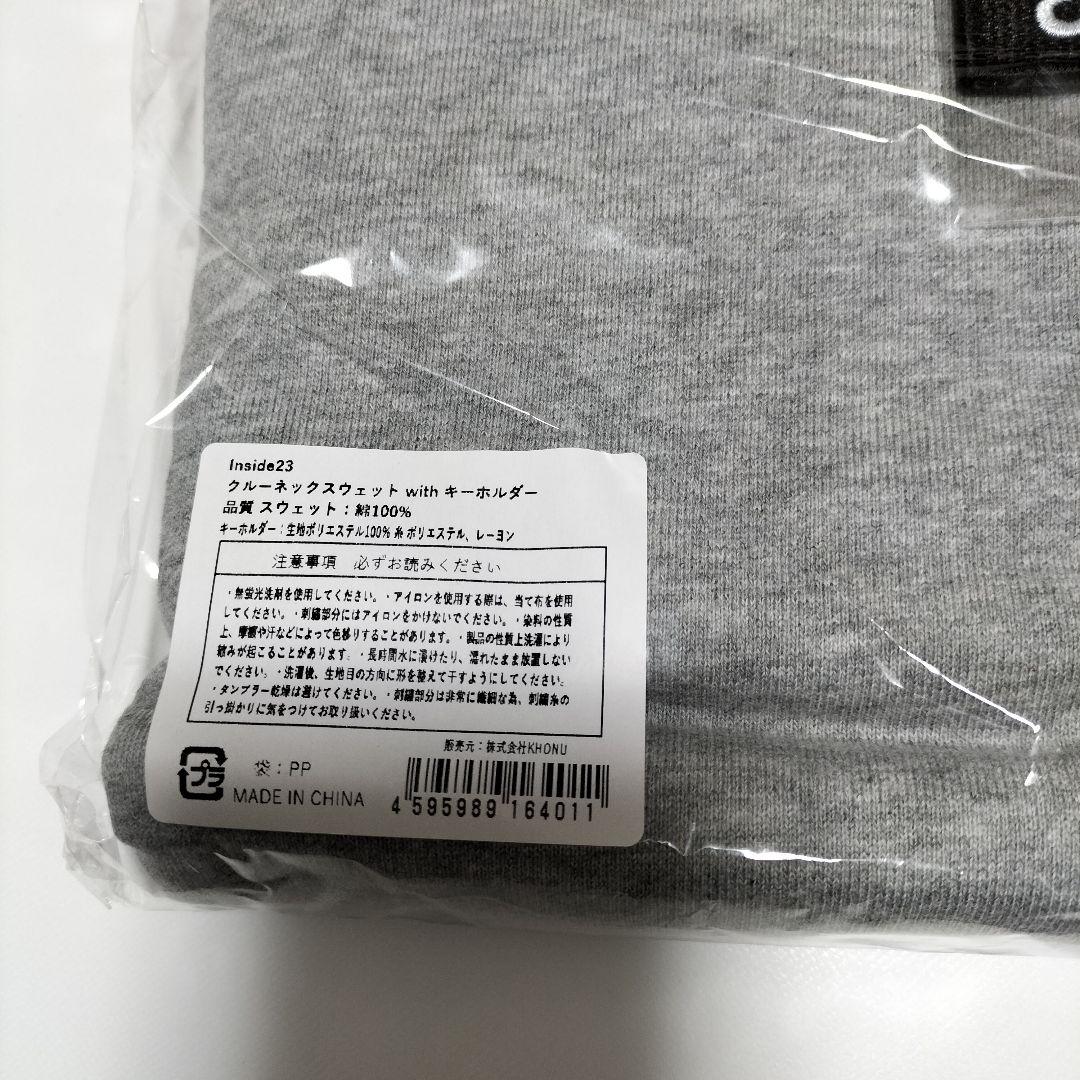 Inside23
クルーネックスウェット with キーホルダー
品質 スウェット：綿100%
キーホルダー：生地ポリエステル100% 糸 ポリエステル、レーヨン
注意事項　必ずお読みください
・無蛍光洗剤を使用してください。・アイロンを使用する際は、当て布を使用
してください。・刺繍部分にはアイロンをかけないでください。・染料の性質
上、摩擦や汗などによって色移りすることがあります。・製品の性質上洗濯により
縮みが起こることがあります。・長時間水に漬けたり、濡れたまま放置しない
でください。・洗濯後、生地目の方向に形を整えて干すようにしてください。
・タンブラー乾燥は避けてください。・刺繍部分は非常に繊細な為、刺繍糸の
引っ掛かりに気をつけてお取り扱いください。
販売元：株式会社KHONU
プラ
袋：PP
MADE IN CHINA
4 595989 164011